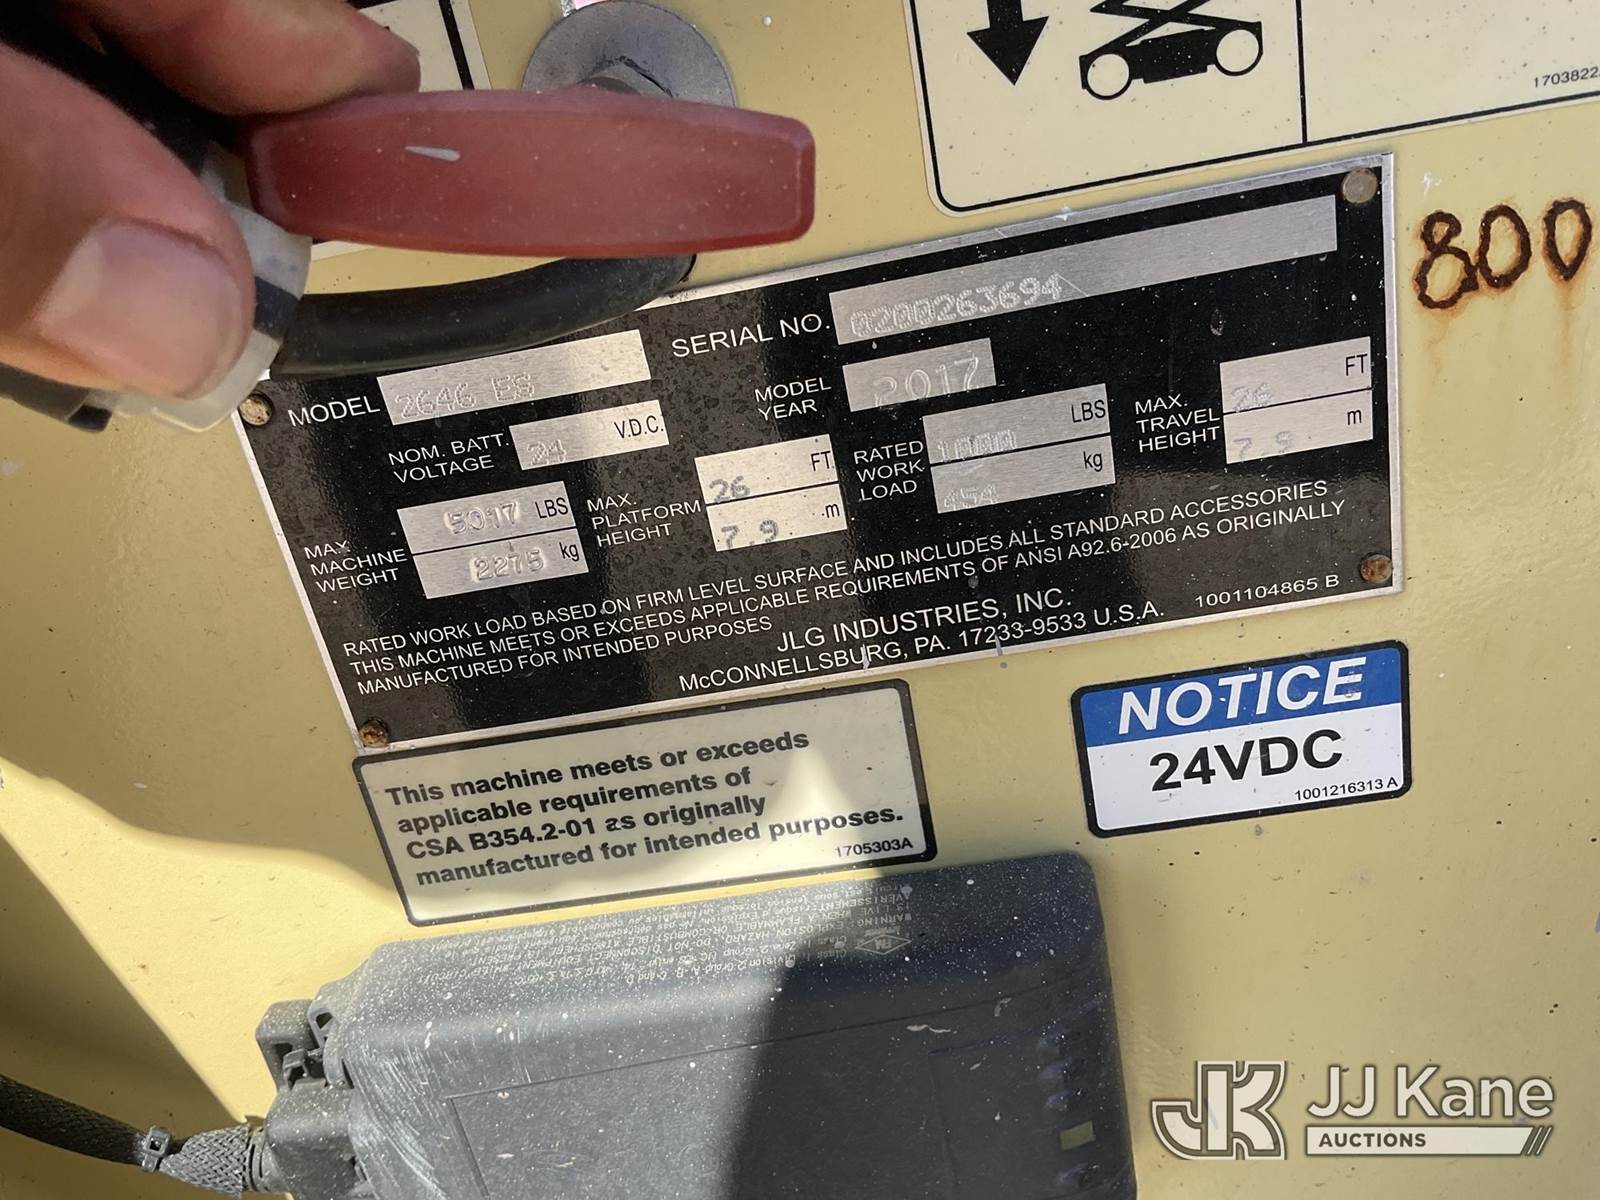 1703822
800
SERIAL NO. 0200263694
MODEL 2646 ES
MODEL YEAR 2017
NOM. BATT. VOLTAGE 24 V.D.C.
MAX. MACHINE WEIGHT 5017 LBS
2275 kg
MAX. PLATFORM HEIGHT 26 FT.
7.9 m
RATED WORK LOAD 1000 LBS
454 kg
MAX. TRAVEL HEIGHT 26 FT
7.9 m
RATED WORK LOAD BASED ON FIRM LEVEL SURFACE AND INCLUDES ALL STANDARD ACCESSORIES
THIS MACHINE MEETS OR EXCEEDS APPLICABLE REQUIREMENTS OF ANSI A92.6-2006 AS ORIGINALLY
MANUFACTURED FOR INTENDED PURPOSES
JLG INDUSTRIES, INC.
McCONNELLSBURG, PA. 17233-9533 U.S.A.
1001104865 B
This machine meets or exceeds
applicable requirements of
CSA B354.2-01 as originally
manufactured for intended purposes.
1705303A
NOTICE
24VDC
1001216313 A
JK
JJ Kane
AUCTIONS